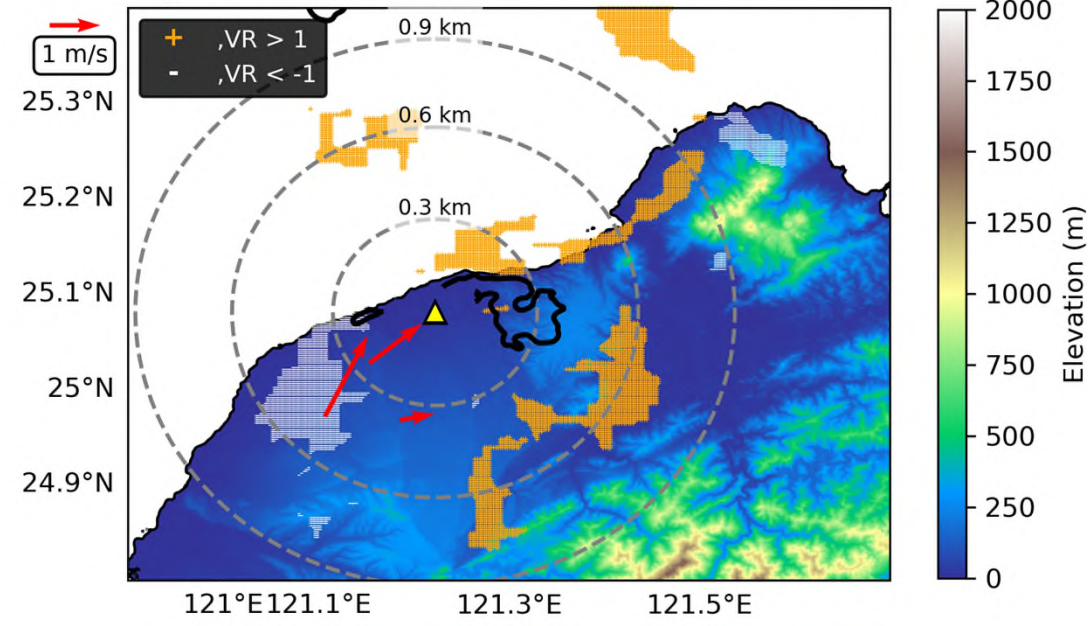 1 m/s
+ ,VR > 1
- ,VR < -1
0.9 km
0.6 km
0.3 km
25.3°N
25.2°N
25.1°N
25°N
24.9°N
121°E
121.1°E
121.3°E
121.5°E
2000
1750
1500
1250
1000
750
500
250
0
Elevation (m)